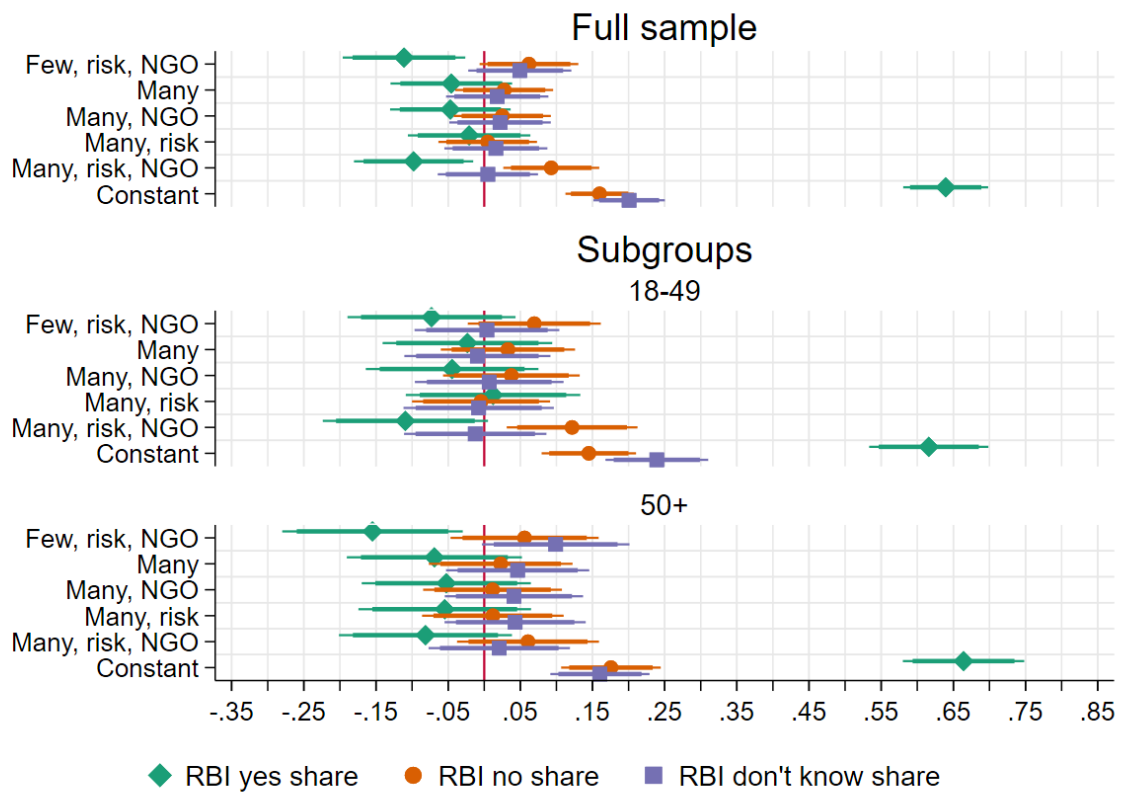 Full sample
Few, risk, NGO
Many
Many, NGO
Many, risk
Many, risk, NGO
Constant
Subgroups
18-49
Few, risk, NGO
Many
Many, NGO
Many, risk
Many, risk, NGO
Constant
50+
Few, risk, NGO
Many
Many, NGO
Many, risk
Many, risk, NGO
Constant
-.35 -.25 -.15 -.05 .05 .15 .25 .35 .45 .55 .65 .75 .85
RBI yes share RBI no share RBI don't know share